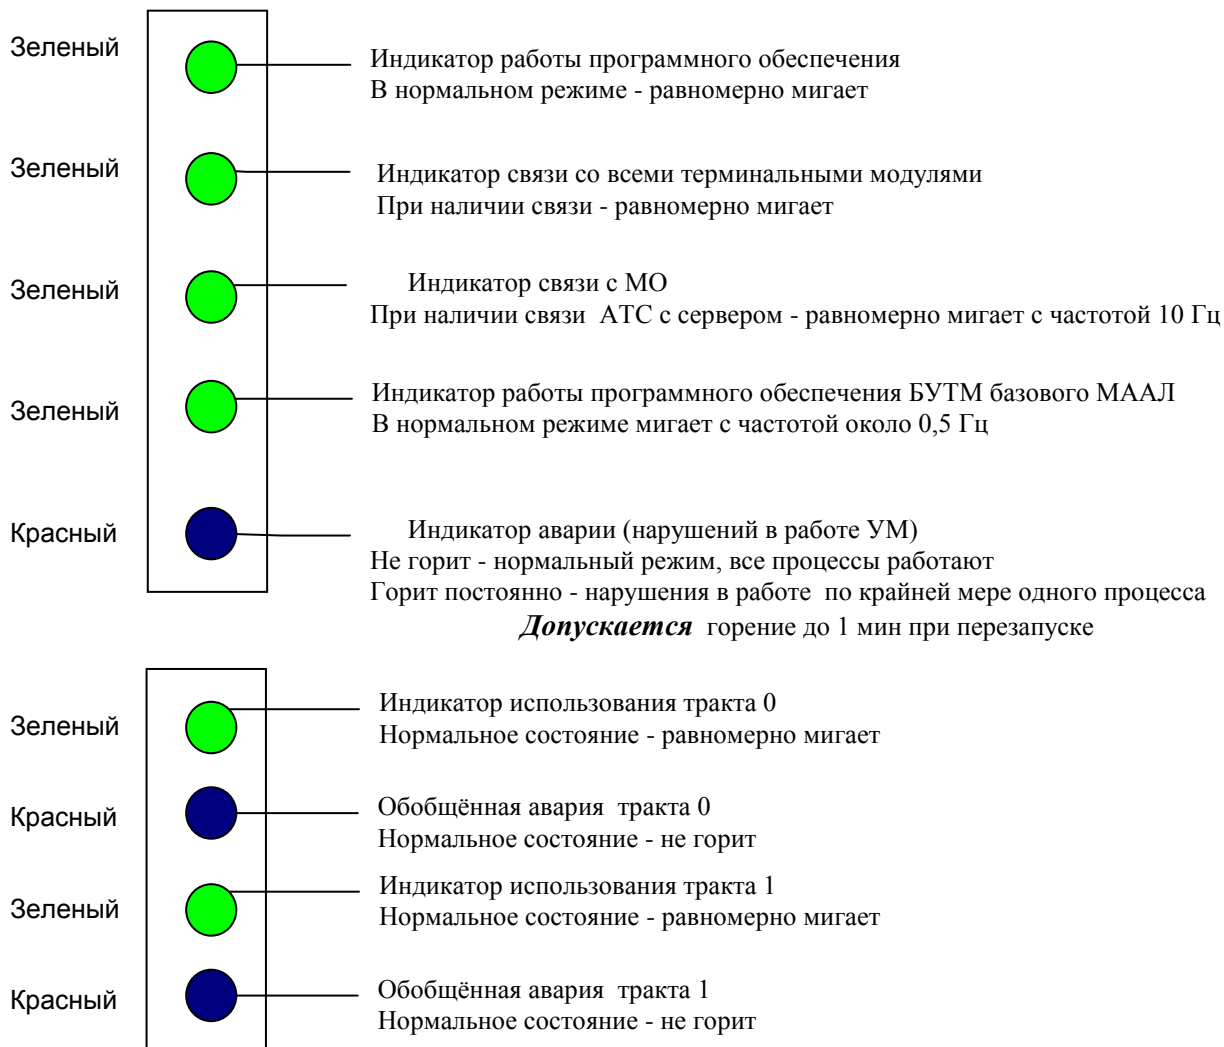 Зеленый
Индикатор работы программного обеспечения
В нормальном режиме - равномерно мигает
Зеленый
Индикатор связи со всеми терминальными модулями
При наличии связи - равномерно мигает
Зеленый
Индикатор связи с МО
При наличии связи АТС с сервером - равномерно мигает с частотой 10 Гц
Зеленый
Индикатор работы программного обеспечения БУТМ базового МААЛ
В нормальном режиме мигает с частотой около 0,5 Гц
Красный
Индикатор аварии (нарушений в работе УМ)
Не горит - нормальный режим, все процессы работают
Горит постоянно - нарушения в работе по крайней мере одного процесса
Допускается горение до 1 мин при перезапуске
Зеленый
Индикатор использования тракта 0
Нормальное состояние - равномерно мигает
Красный
Обобщённая авария тракта 0
Нормальное состояние - не горит
Зеленый
Индикатор использования тракта 1
Нормальное состояние - равномерно мигает
Красный
Обобщённая авария тракта 1
Нормальное состояние - не горит